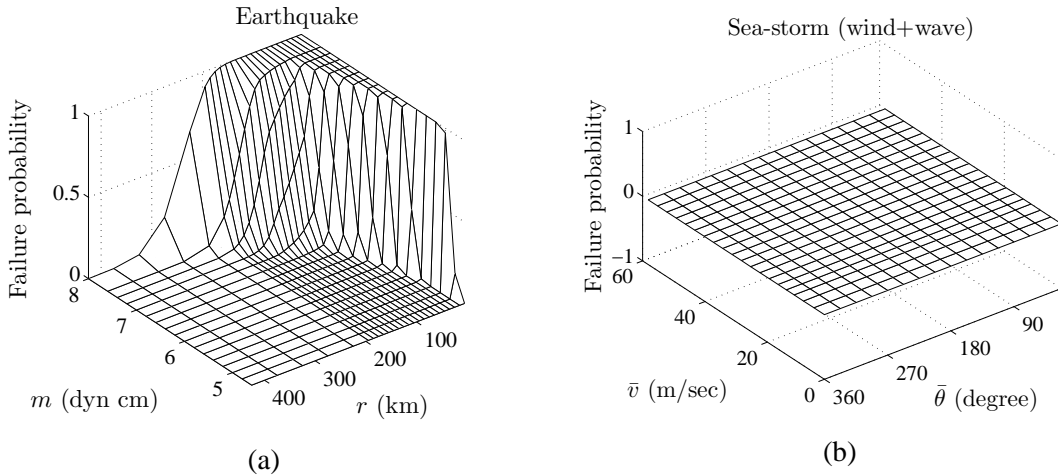 Earthquake
Failure probability
1
0.5
0
8
7
6
5
m (dyn cm)
400
300
200
100
r (km)
(a)
Sea-storm (wind+wave)
Failure probability
1
0
−1
60
40
20
0
v̄ (m/sec)
360
270
180
90
θ̄ (degree)
(b)